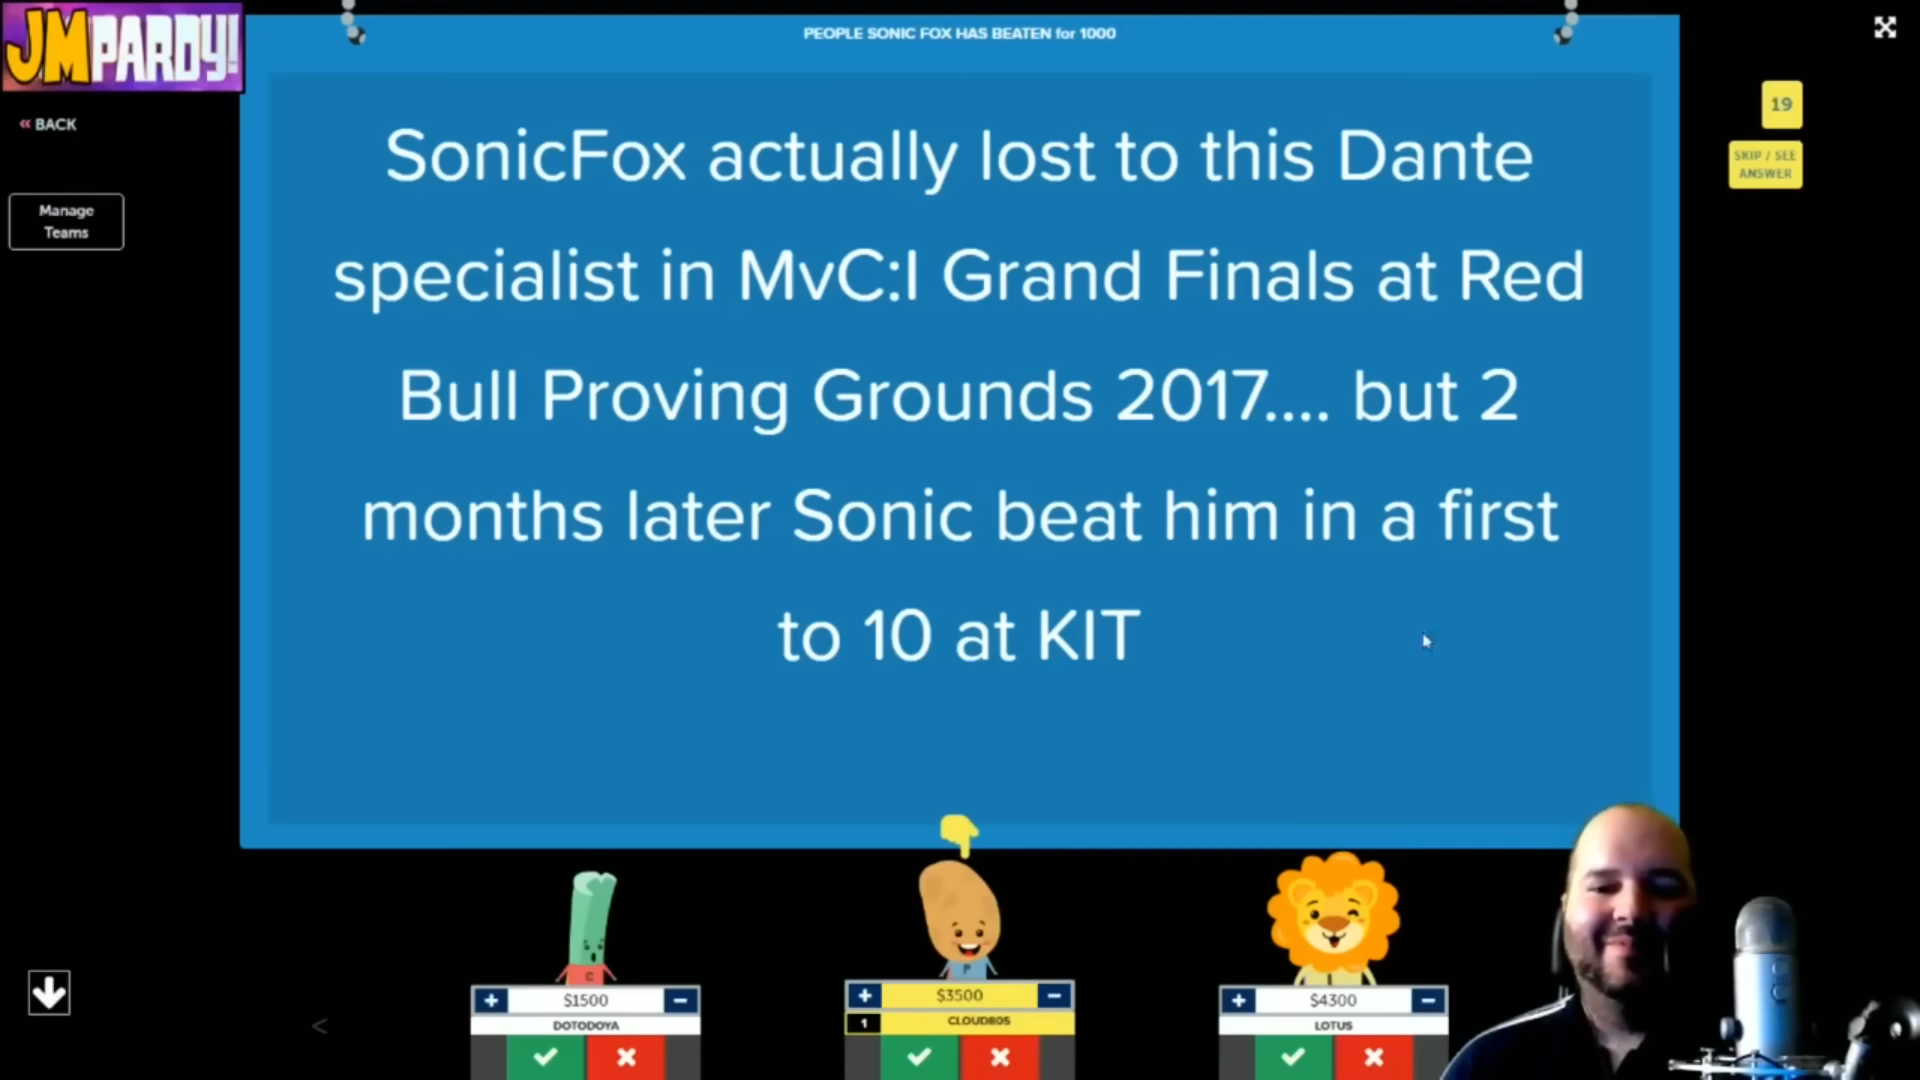 JMPARDY!
PEOPLE SONIC FOX HAS BEATEN for 1000
« BACK
Manage
Teams
19
SKIP / SEE
ANSWER
SonicFox actually lost to this Dante
specialist in MvC:I Grand Finals at Red
Bull Proving Grounds 2017.... but 2
months later Sonic beat him in a first
to 10 at KIT
C
P
+ $1500 −
DOTODOYA
+ $3500 −
1 CLOUD805
+ $4300 −
LOTUS
<